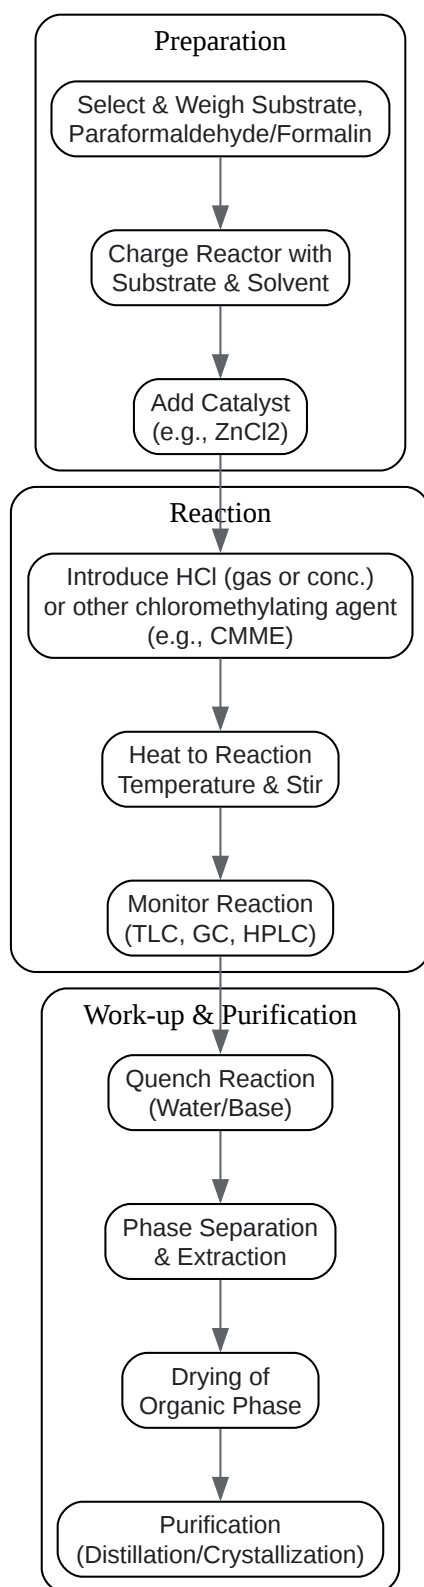 Preparation
Select & Weigh Substrate,
Paraformaldehyde/Formalin
Charge Reactor with
Substrate & Solvent
Add Catalyst
(e.g., ZnCl2)
Reaction
Introduce HCl (gas or conc.)
or other chloromethylating agent
(e.g., CMME)
Heat to Reaction
Temperature & Stir
Monitor Reaction
(TLC, GC, HPLC)
Work-up & Purification
Quench Reaction
(Water/Base)
Phase Separation
& Extraction
Drying of
Organic Phase
Purification
(Distillation/Crystallization)